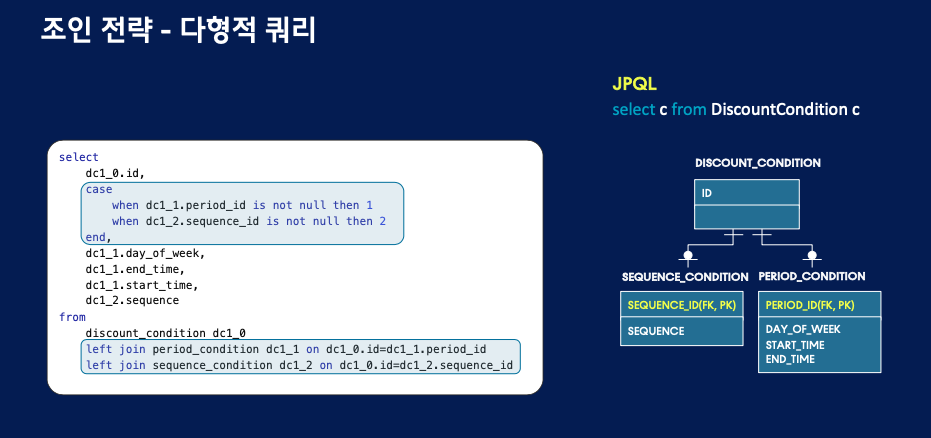 조인 전략 - 다형적 쿼리
JPQL
select c from DiscountCondition c
select
dc1_0.id,
case
when dc1_1.period_id is not null then 1
when dc1_2.sequence_id is not null then 2
end,
dc1_1.day_of_week,
dc1_1.end_time,
dc1_1.start_time,
dc1_2.sequence
from
discount_condition dc1_0
left join period_condition dc1_1 on dc1_0.id=dc1_1.period_id
left join sequence_condition dc1_2 on dc1_0.id=dc1_2.sequence_id
DISCOUNT_CONDITION
ID
SEQUENCE_CONDITION
SEQUENCE_ID(FK, PK)
SEQUENCE
PERIOD_CONDITION
PERIOD_ID(FK, PK)
DAY_OF_WEEK
START_TIME
END_TIME